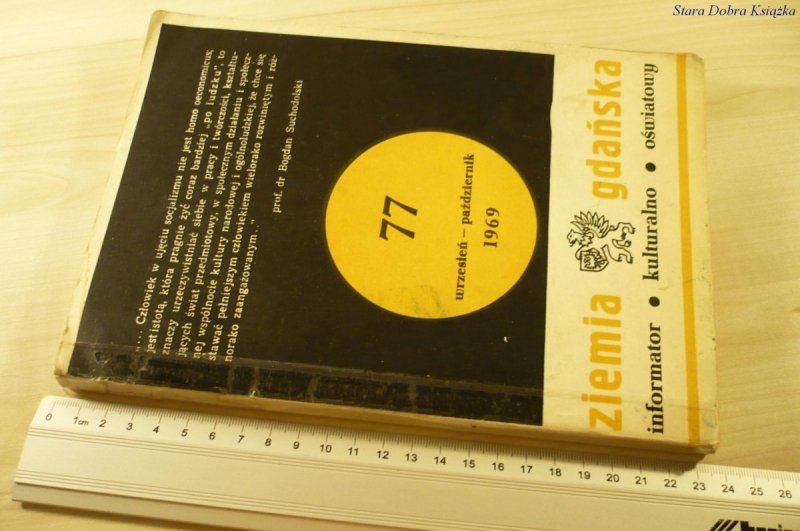 Stara Dobra Książka
ziemia gdańska
informator • kulturalno • oświatowy
77
wrzesień – październik
1969
„... Człowiek w ujęciu socjalizmu nie jest homo oeconomicus;
jest istotą, która pragnie żyć coraz bardziej „po ludzku”; to
znaczy urzeczywistniać siebie w pracy i twórczości, kształtu-
jących świat przedmiotowy, w społecznym działaniu i społecz-
nej wspólnocie kultury narodowej i ogólnoludzkiej, że chce się
stawać pełniejszym człowiekiem wielorako rozwiniętym i róż-
norako zaangażowanym...”
prof. dr Bogdan Suchodolski
0 1cm 2 3 4 5 6 7 8 9 10 11 12 13 14 15 16 17 18 19 20 21 22 23 24 25 26